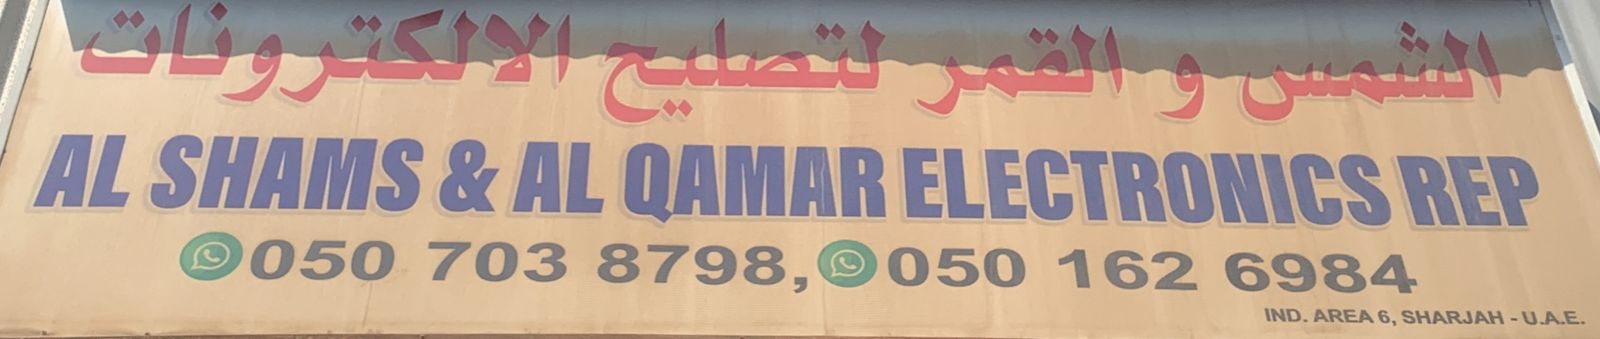 الشمس و القمر لتصليح الالكترونات
AL SHAMS & AL QAMAR ELECTRONICS REP
050 703 8798, 050 162 6984
IND. AREA 6, SHARJAH - U.A.E.